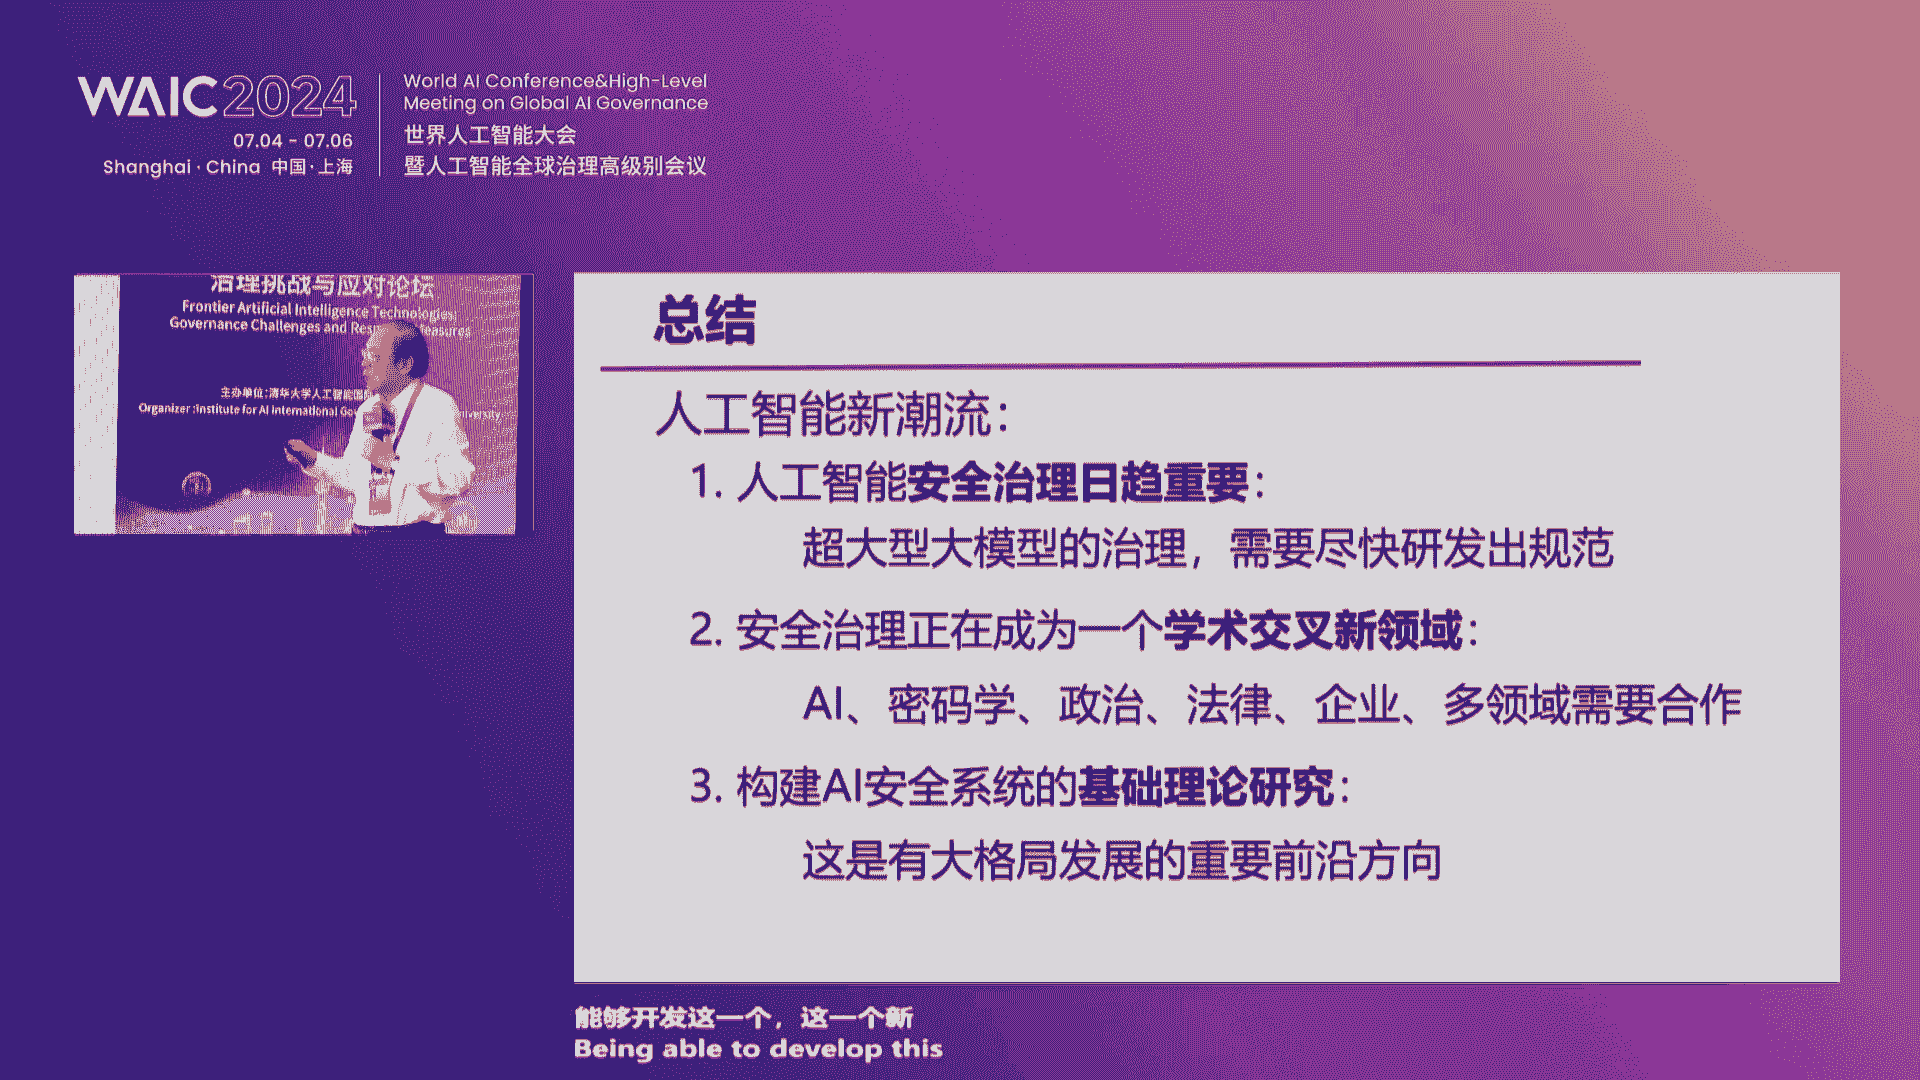 WAIC 2024
07.04 - 07.06
Shanghai · China 中国·上海
World AI Conference&High-Level
Meeting on Global AI Governance
世界人工智能大会
暨人工智能全球治理高级别会议
治理挑战与应对论坛
Frontier Artificial Intelligence Technologies:
Governance Challenges and Measures
主办单位:清华大学人工智能国
Organizer :Institute for AI International
总结
人工智能新潮流：
1. 人工智能安全治理日趋重要：
超大型大模型的治理，需要尽快研发出规范
2. 安全治理正在成为一个学术交叉新领域：
AI、密码学、政治、法律、企业、多领域需要合作
3. 构建AI安全系统的基础理论研究：
这是有大格局发展的重要前沿方向
能够开发这一个，这一个新
Being able to develop this